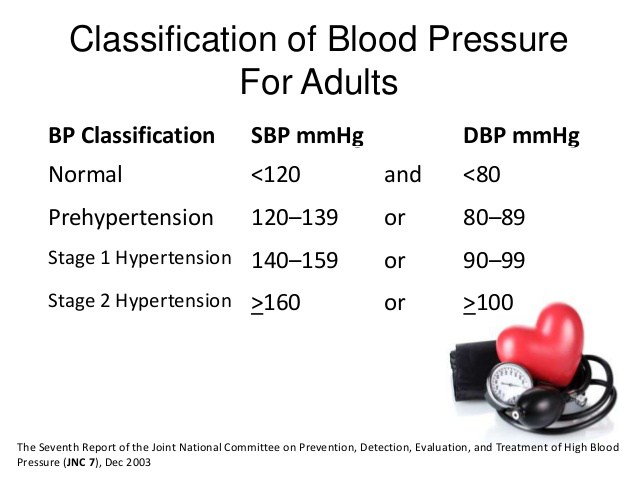 Classification of Blood Pressure
For Adults
BP Classification SBP mmHg DBP mmHg
Normal <120 and <80
Prehypertension 120–139 or 80–89
Stage 1 Hypertension 140–159 or 90–99
Stage 2 Hypertension ≥160 or ≥100
The Seventh Report of the Joint National Committee on Prevention, Detection, Evaluation, and Treatment of High Blood
Pressure (JNC 7), Dec 2003